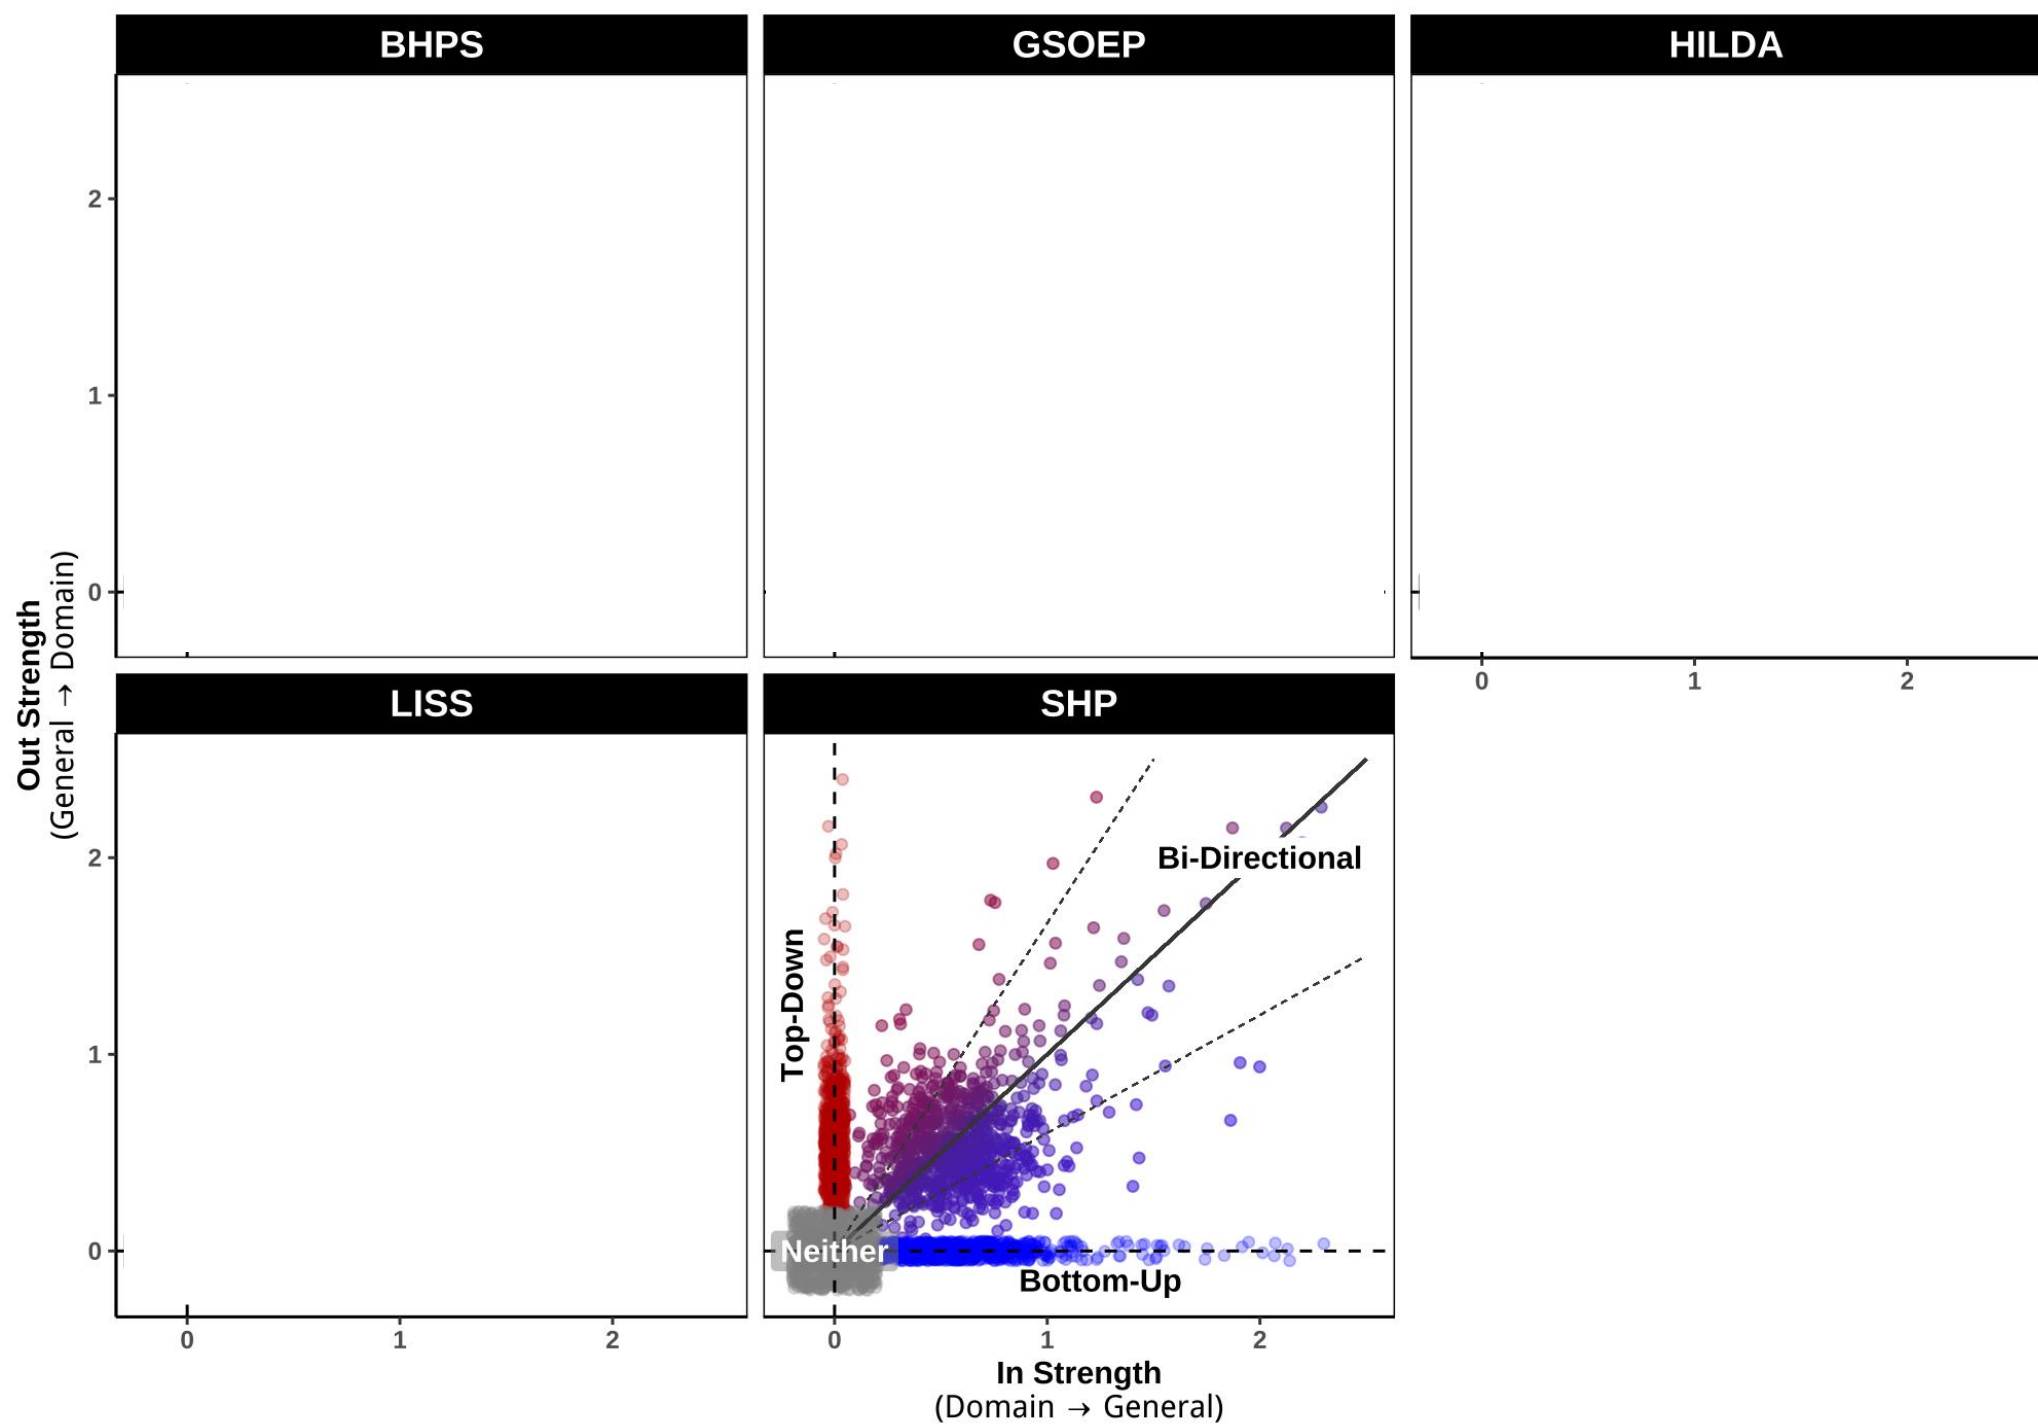 BHPS
GSOEP
HILDA
2
1
0
Out Strength
(General → Domain)
0
1
2
LISS
SHP
2
1
0
Top-Down
Bi-Directional
Neither
Bottom-Up
0
1
2
0
1
2
In Strength
(Domain → General)